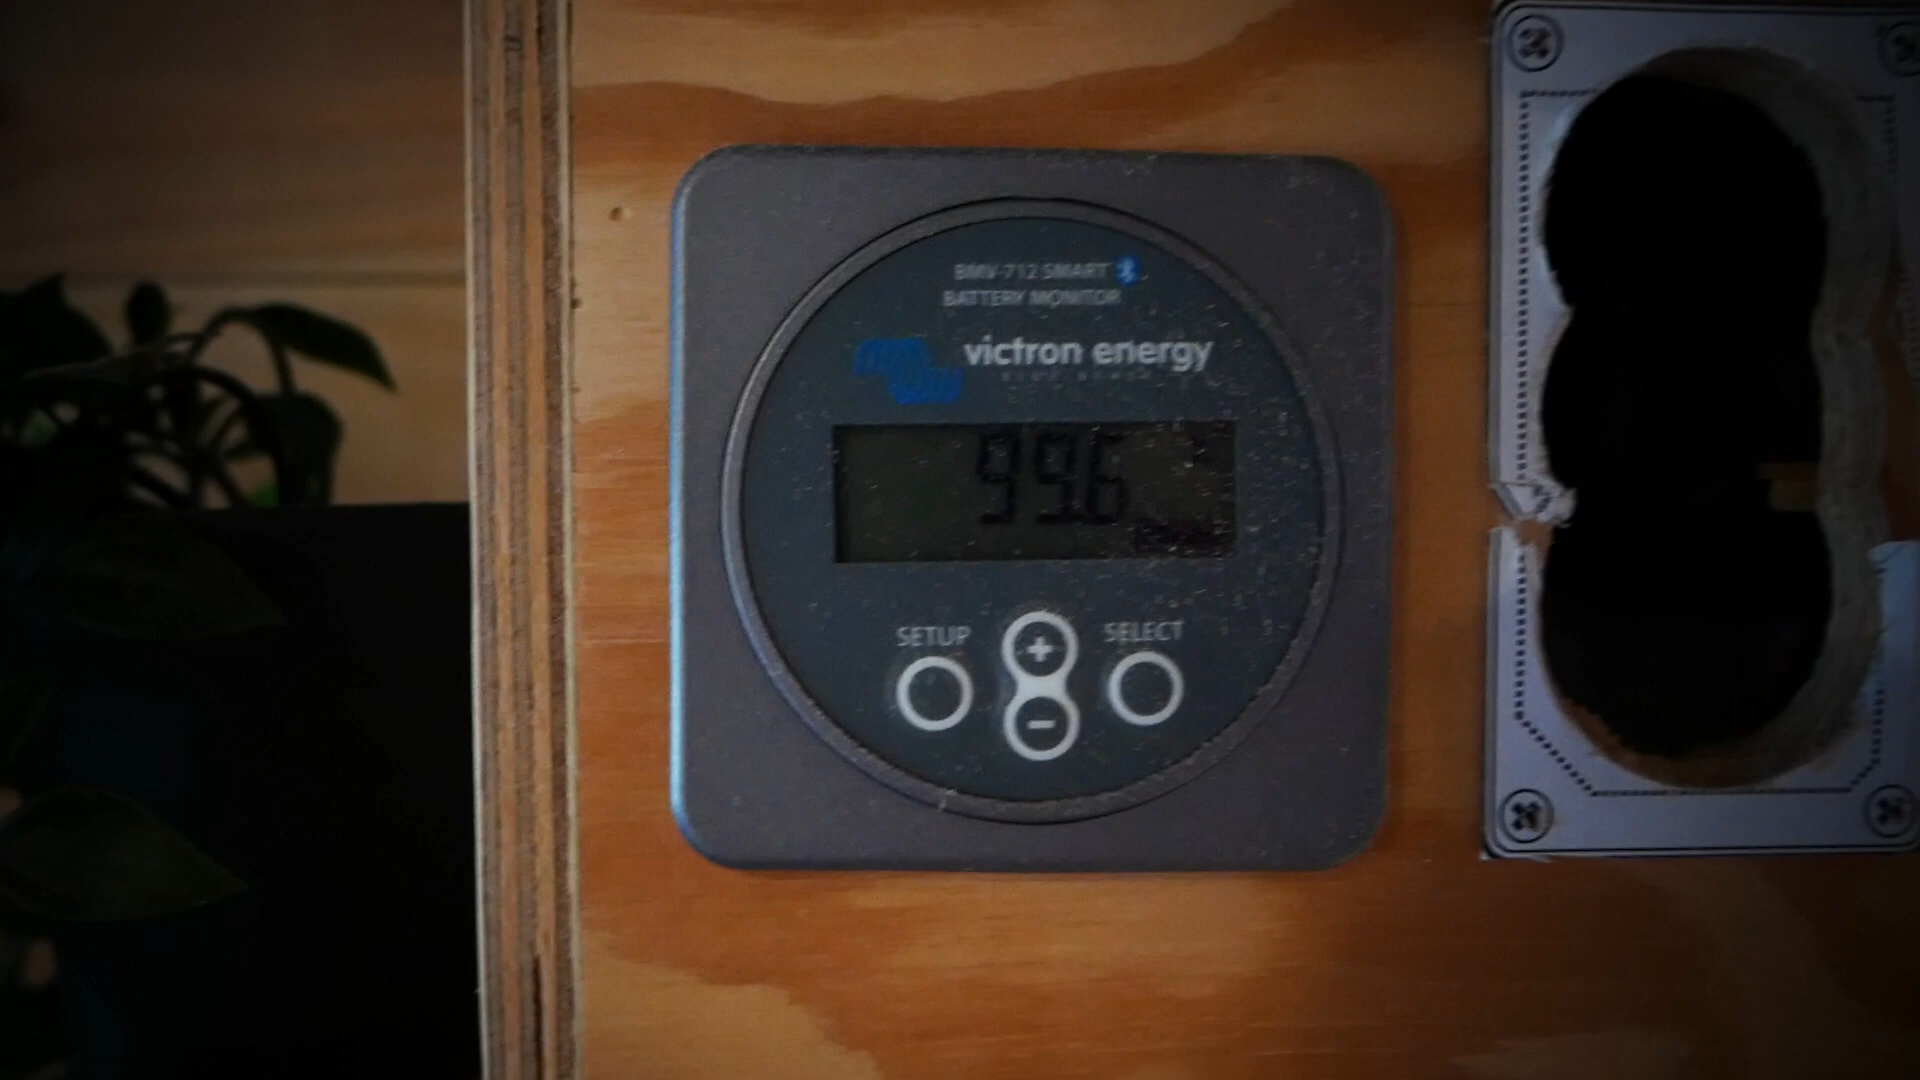 BMV-712 SMART
BATTERY MONITOR
victron energy
99.6
SETUP
SELECT
+
-